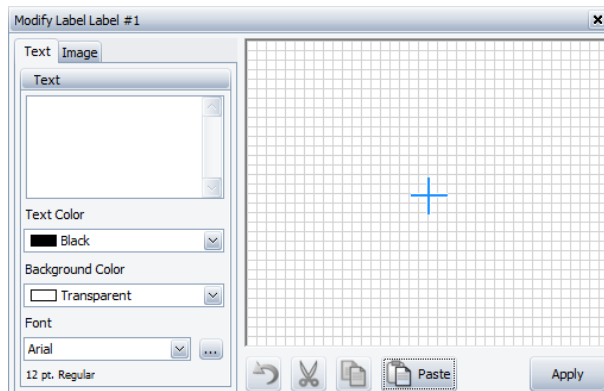 Modify Label Label #1
Text Image
Text
Text Color
Black
Background Color
Transparent
Font
Arial ...
12 pt. Regular
Paste Apply